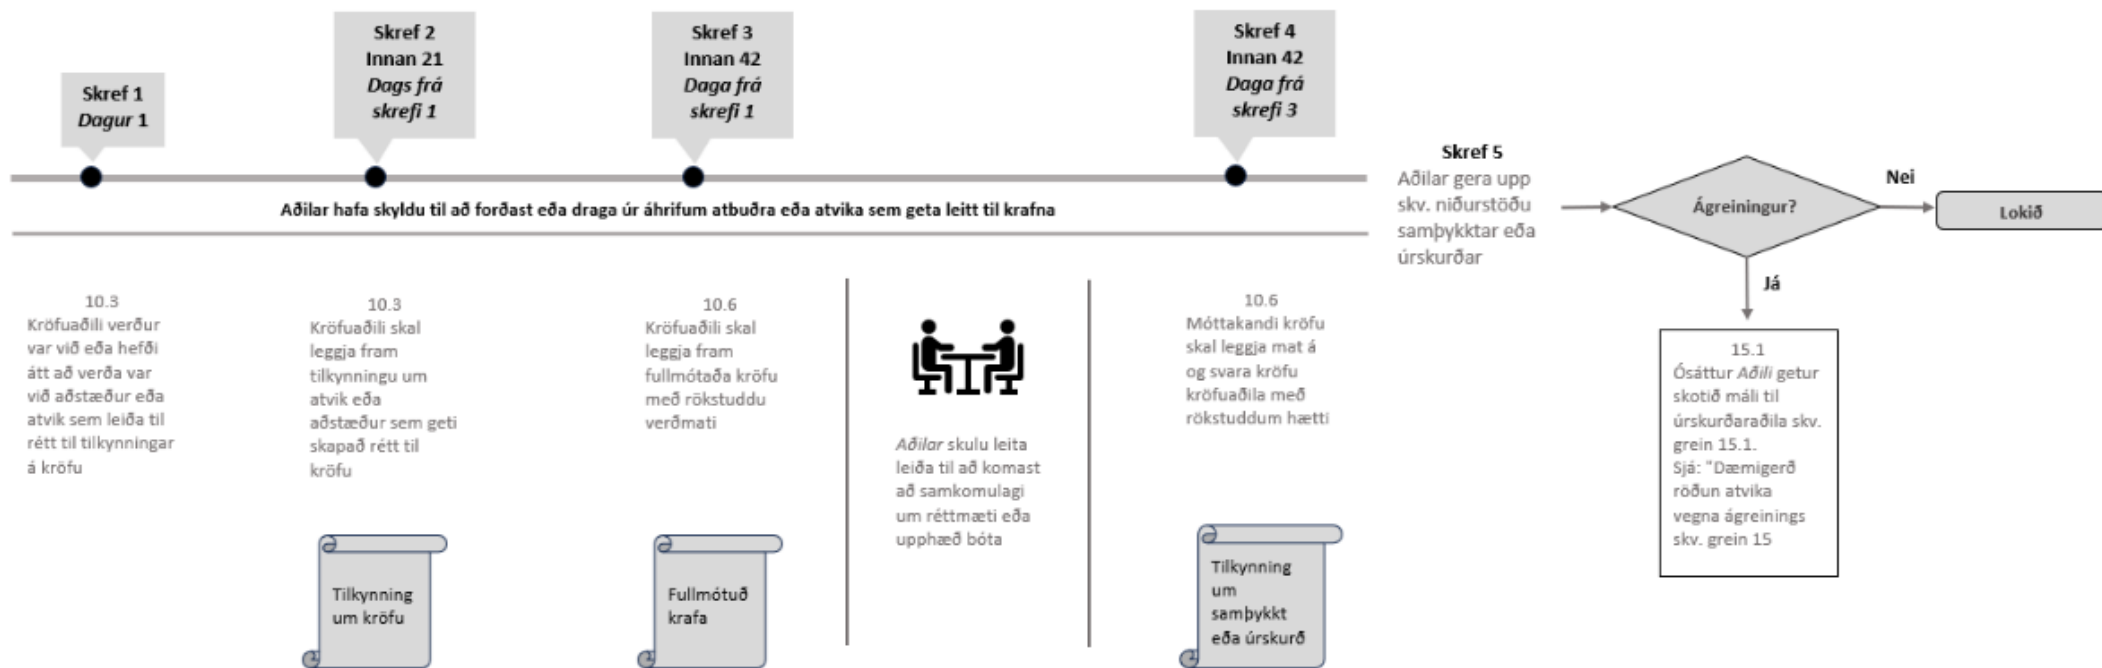 Skref 1
Dagur 1
Skref 2
Innan 21
Dags frá
skrefi 1
Skref 3
Innan 42
Daga frá
skrefi 1
Skref 4
Innan 42
Daga frá
skrefi 3
Aðilar hafa skyldu til að forðast eða draga úr áhrifum atbuðra eða atvika sem geta leitt til krafna
Skref 5
Aðilar gera upp
skv. niðurstöðu
samþykktar eða
úrskurðar
Ágreiningur?
Nei
Lokið
Já
10.3
Kröfuaðili verður
var við eða hefði
átt að verða var
við aðstæður eða
atvik sem leiða til
rétt til tilkynningar
á kröfu
10.3
Kröfuaðili skal
leggja fram
tilkynningu um
atvik eða
aðstæður sem geti
skapað rétt til
kröfu
10.6
Kröfuaðili skal
leggja fram
fullmótaða kröfu
með rökstuddu
verðmati
Aðilar skulu leita
leiða til að komast
að samkomulagi
um réttmæti eða
upphæð bóta
10.6
Móttakandi kröfu
skal leggja mat á
og svara kröfu
kröfuaðila með
rökstuddum hætti
15.1
Ósáttur Aðili getur
skotið máli til
úrskurðaraðila skv.
grein 15.1.
Sjá: "Dæmigerð
röðun atvika
vegna ágreinings
skv. grein 15
Tilkynning
um kröfu
Fullmótuð
krafa
Tilkynning
um
samþykkt
eða úrskurð